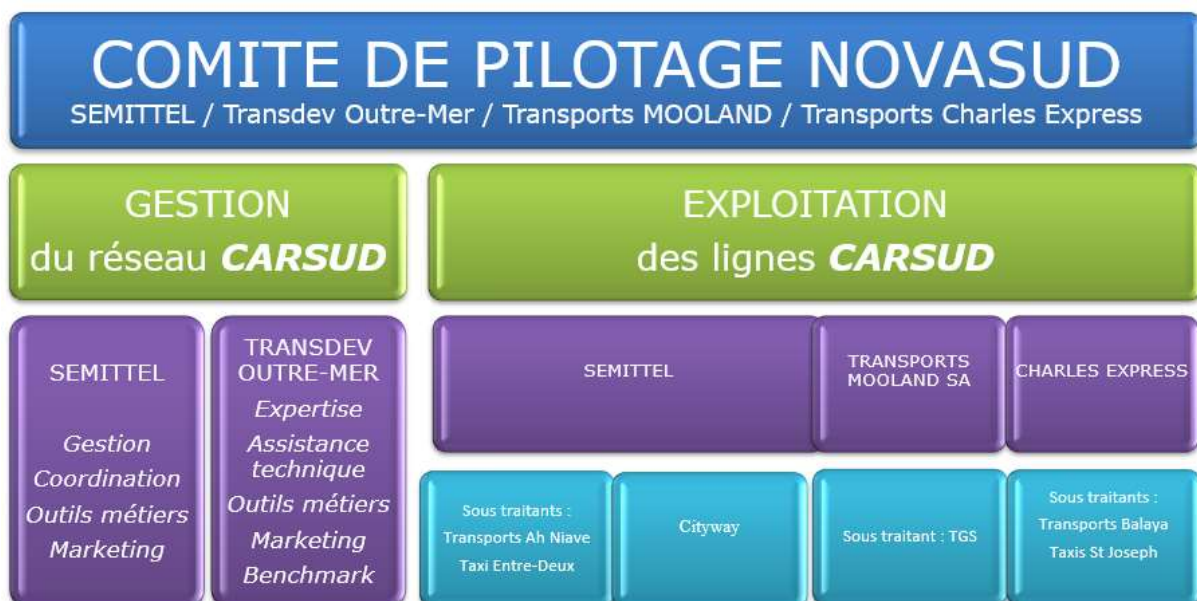 COMITE DE PILOTAGE NOVASUD
SEMITTEL / Transdev Outre-Mer / Transports MOOLAND / Transports Charles Express
GESTION
du réseau CARSUD
EXPLOITATION
des lignes CARSUD
SEMITTEL
Gestion
Coordination
Outils métiers
Marketing
TRANSDEV
OUTRE-MER
Expertise
Assistance
technique
Outils métiers
Marketing
Benchmark
SEMITTEL
TRANSPORTS
MOOLAND SA
CHARLES EXPRESS
Sous traitants :
Transports Ah Niave
Taxi Entre-Deux
Cityway
Sous traitant : TGS
Sous traitants :
Transports Balaya
Taxis St Joseph